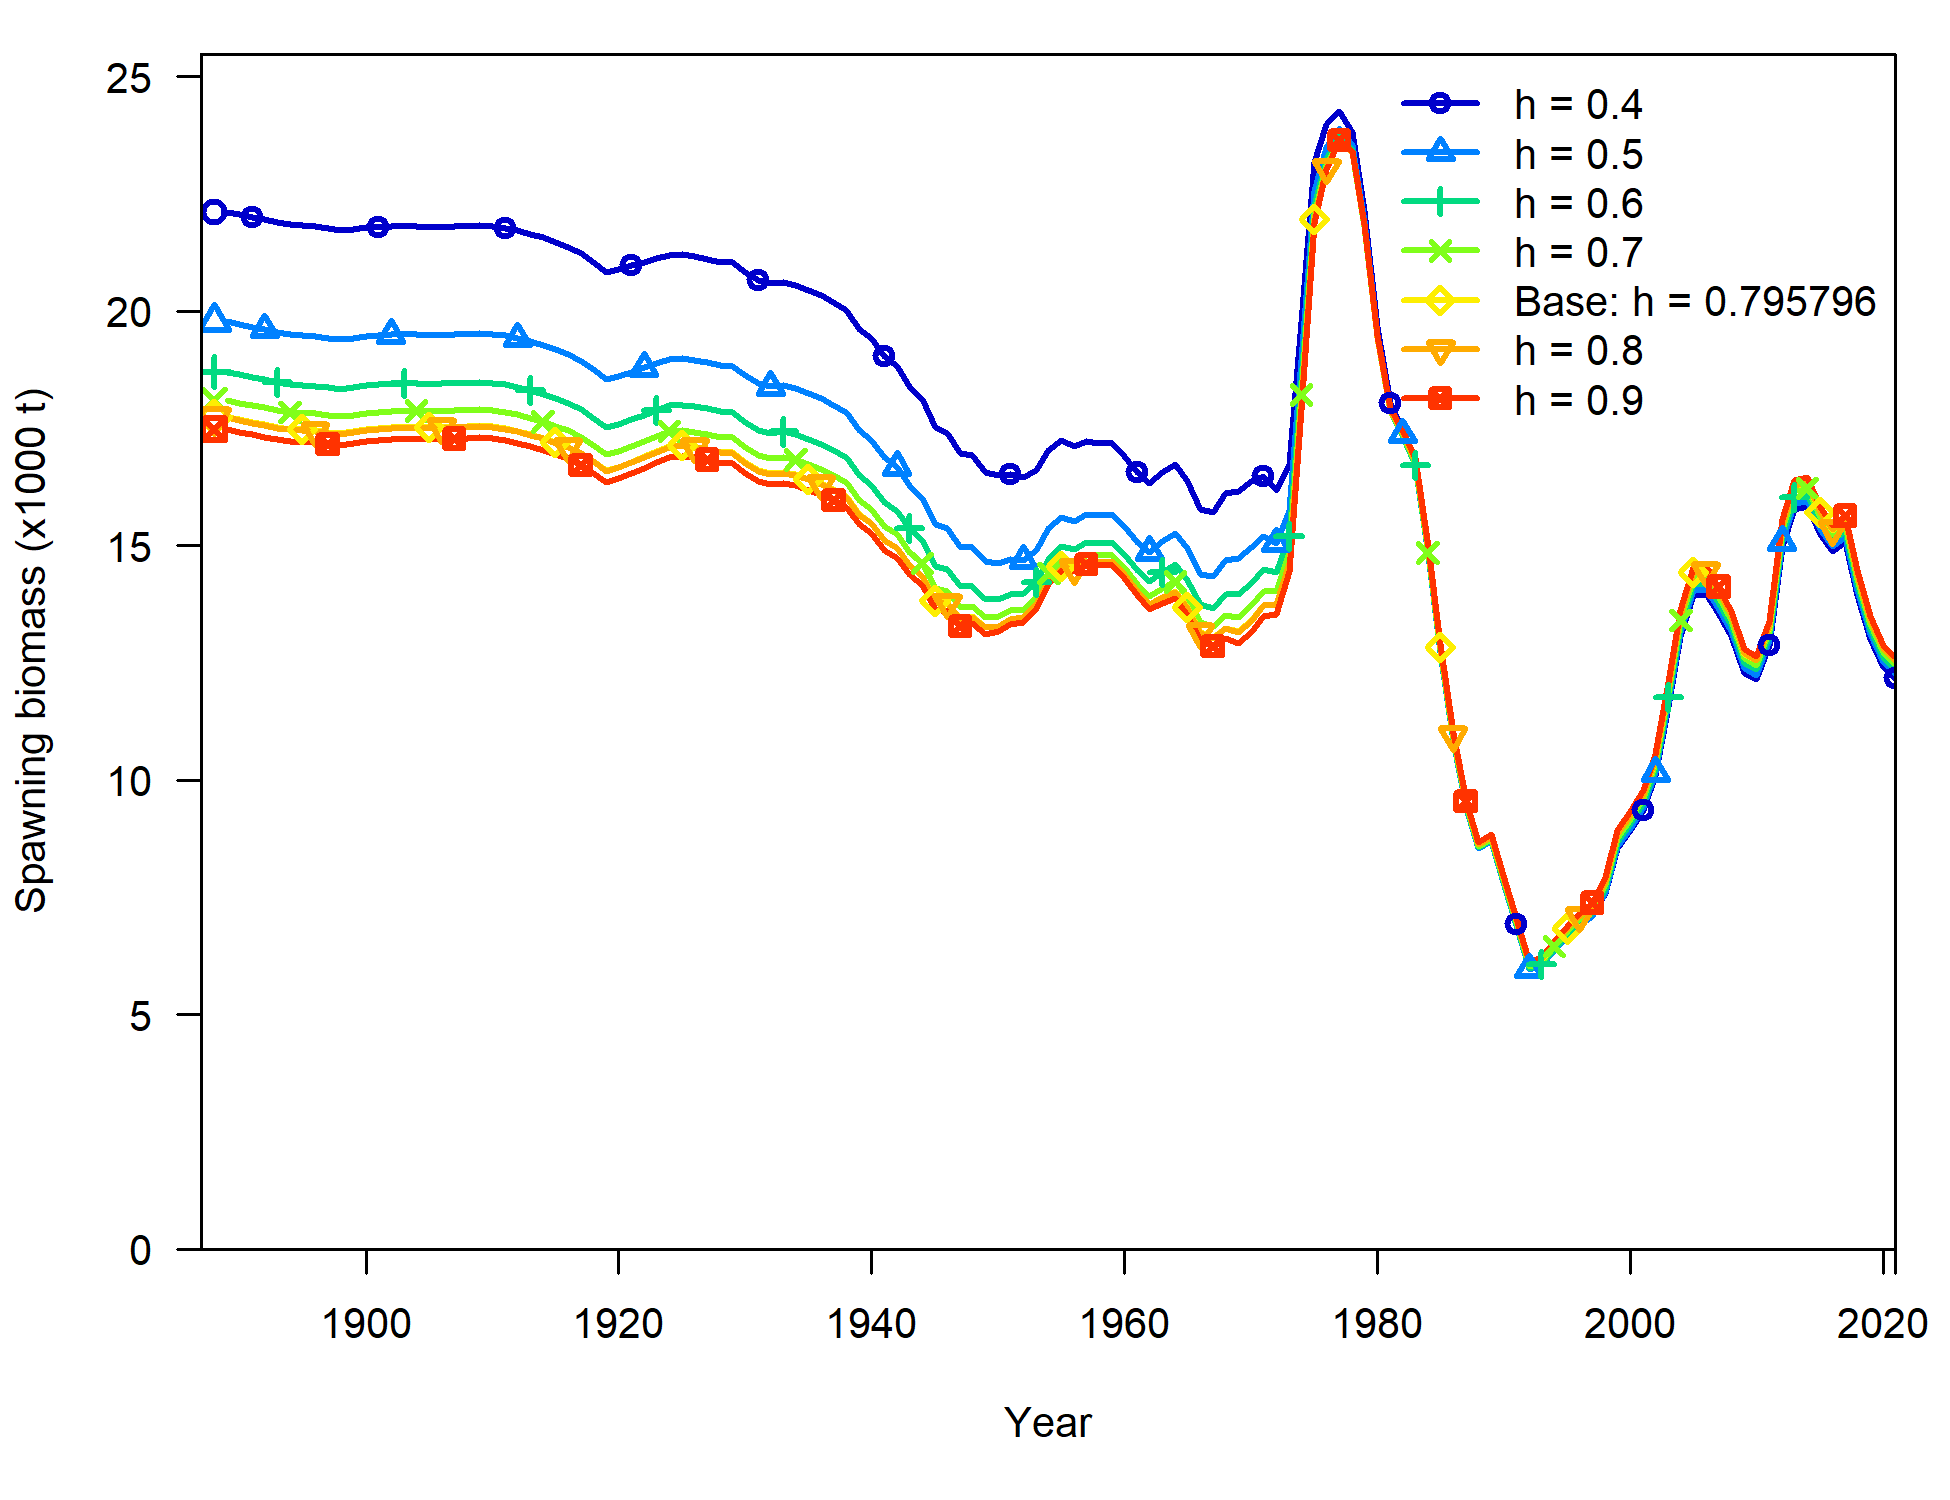 25
20
15
10
5
0
Spawning biomass (x1000 t)
h = 0.4
h = 0.5
h = 0.6
h = 0.7
Base: h = 0.795796
h = 0.8
h = 0.9
1900 1920 1940 1960 1980 2000 2020
Year